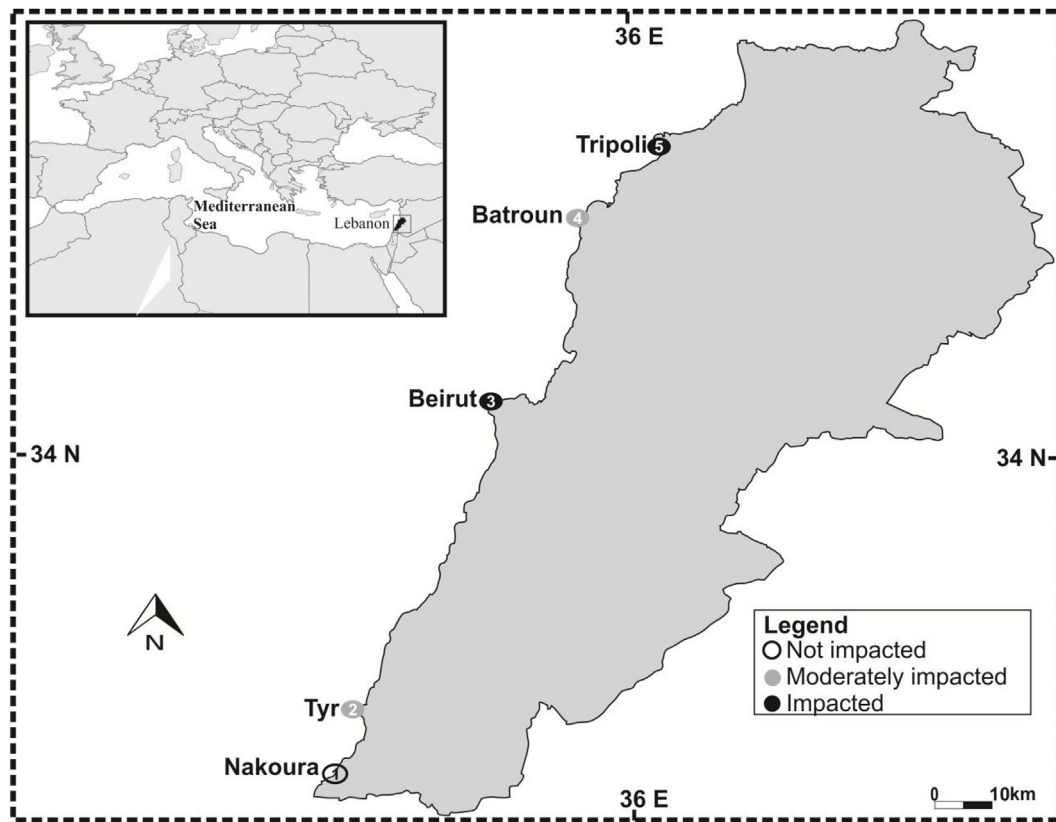 36 E
Tripoli 5
Batroun 4
Mediterranean
Sea
Lebanon
Beirut 3
34 N
34 N
Legend
Not impacted
Moderately impacted
Impacted
N
Tyr 2
Nakoura 1
36 E
0 10km